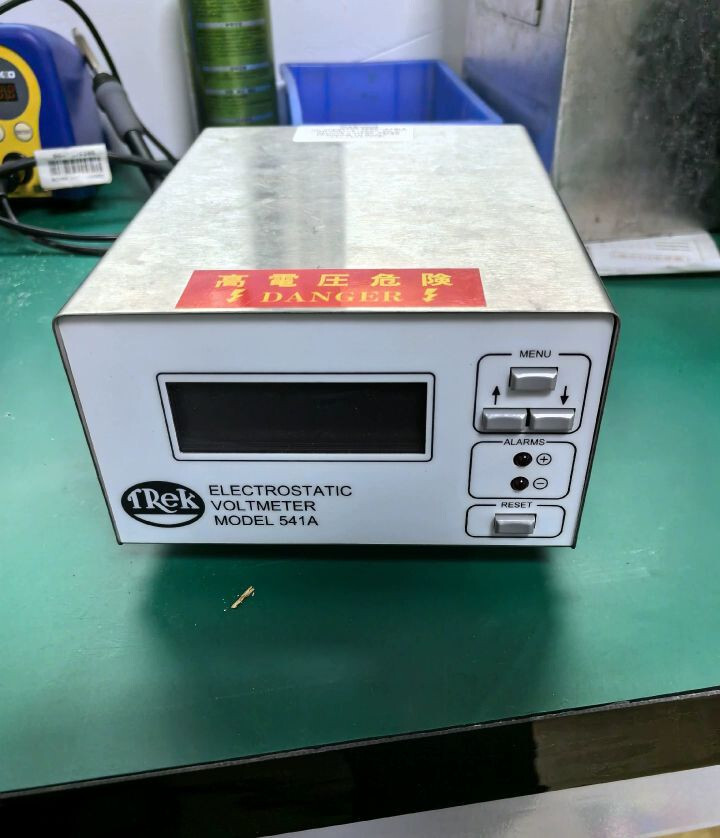 高電圧危険
DANGER
MENU
ALARMS
RESET
TRek
ELECTROSTATIC
VOLTMETER
MODEL 541A